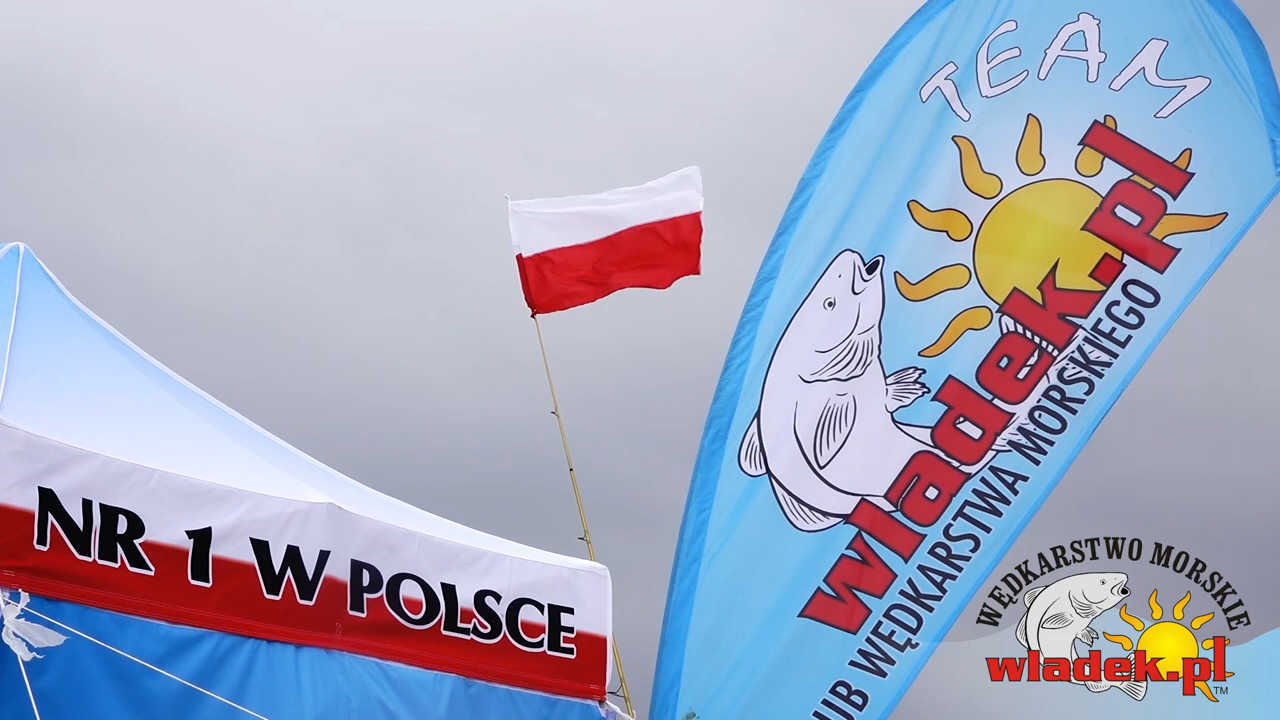 TEAM
wladek.pl
UB WĘDKARSTWA MORSKIEGO
NR 1 W POLSCE
WĘDKARSTWO MORSKIE
wladek.pl
TM